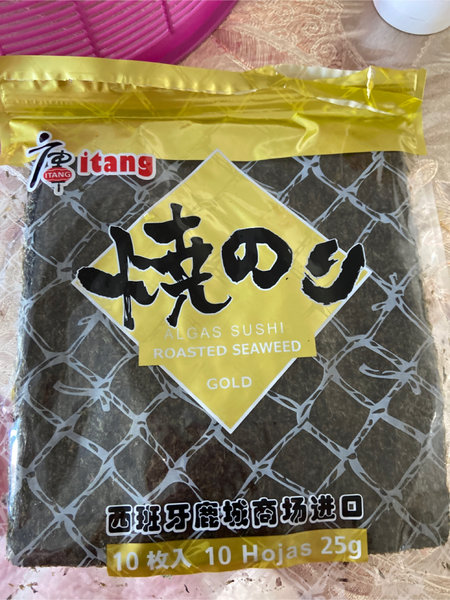 itang
ITANG
焼のり
ALGAS SUSHI
ROASTED SEAWEED
GOLD
西班牙鹿城商场进口
10 枚入 10 Hojas 25g